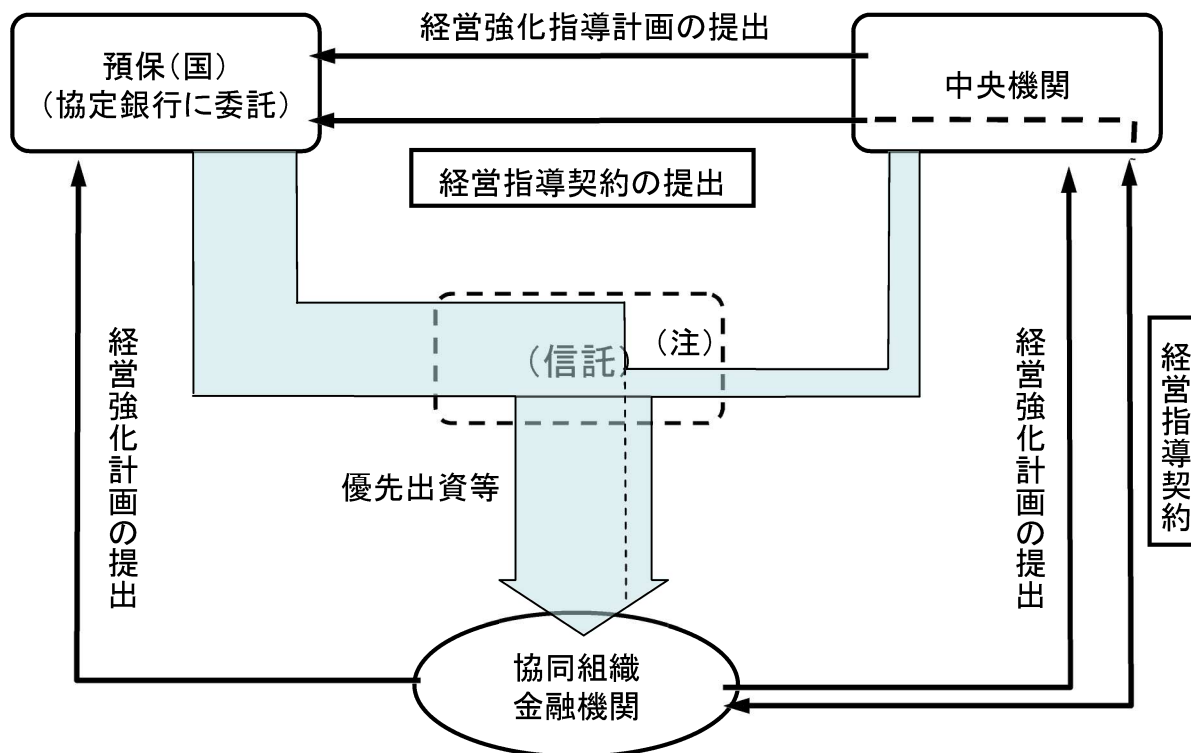 経営強化指導計画の提出
預保(国)
(協定銀行に委託)
中央機関
経営指導契約の提出
(信託)
(注)
経営強化計画の提出
優先出資等
経営強化計画の提出
経営指導契約
協同組織
金融機関